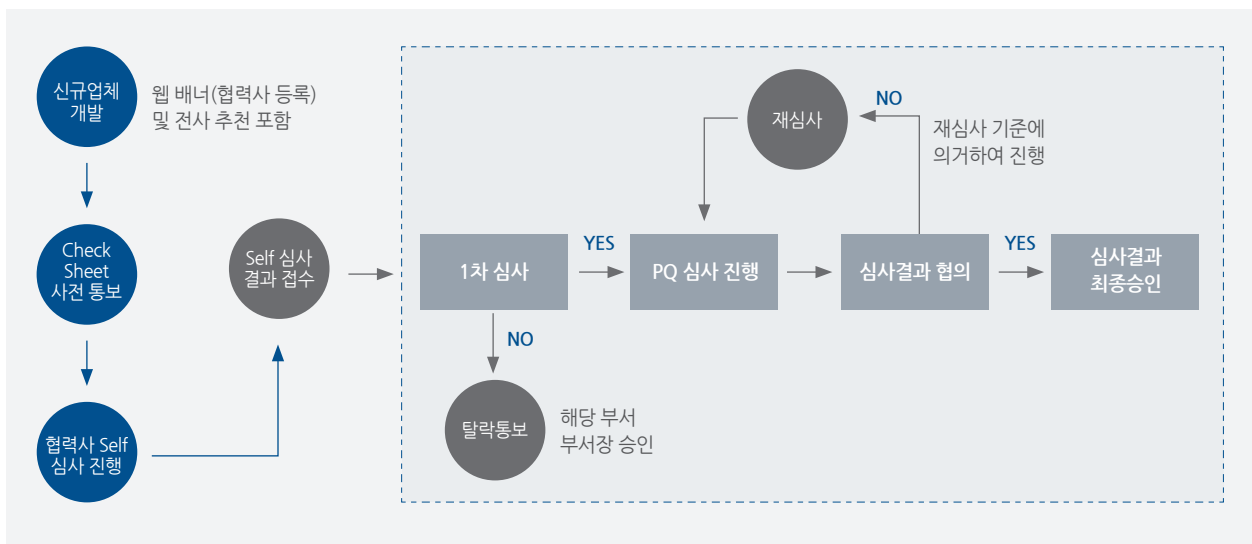 신규업체
개발
웹 배너(협력사 등록)
및 전사 추천 포함
Check
Sheet
사전 통보
협력사 Self
심사 진행
Self 심사
결과 접수
1차 심사
YES
NO
탈락통보
해당 부서
부서장 승인
PQ 심사 진행
재심사
NO
재심사 기준에
의거하여 진행
심사결과 협의
YES
심사결과
최종승인